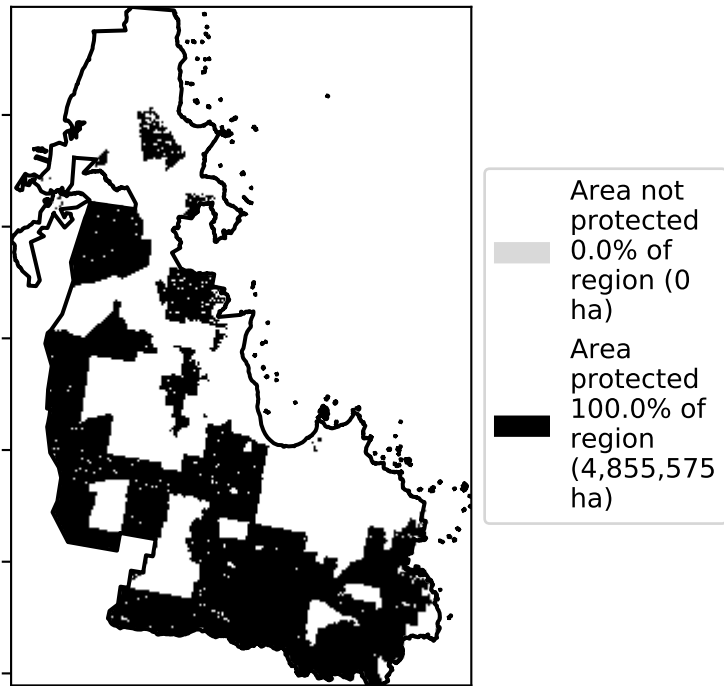 Area not
protected
0.0% of
region (0
ha)
Area
protected
100.0% of
region
(4,855,575
ha)